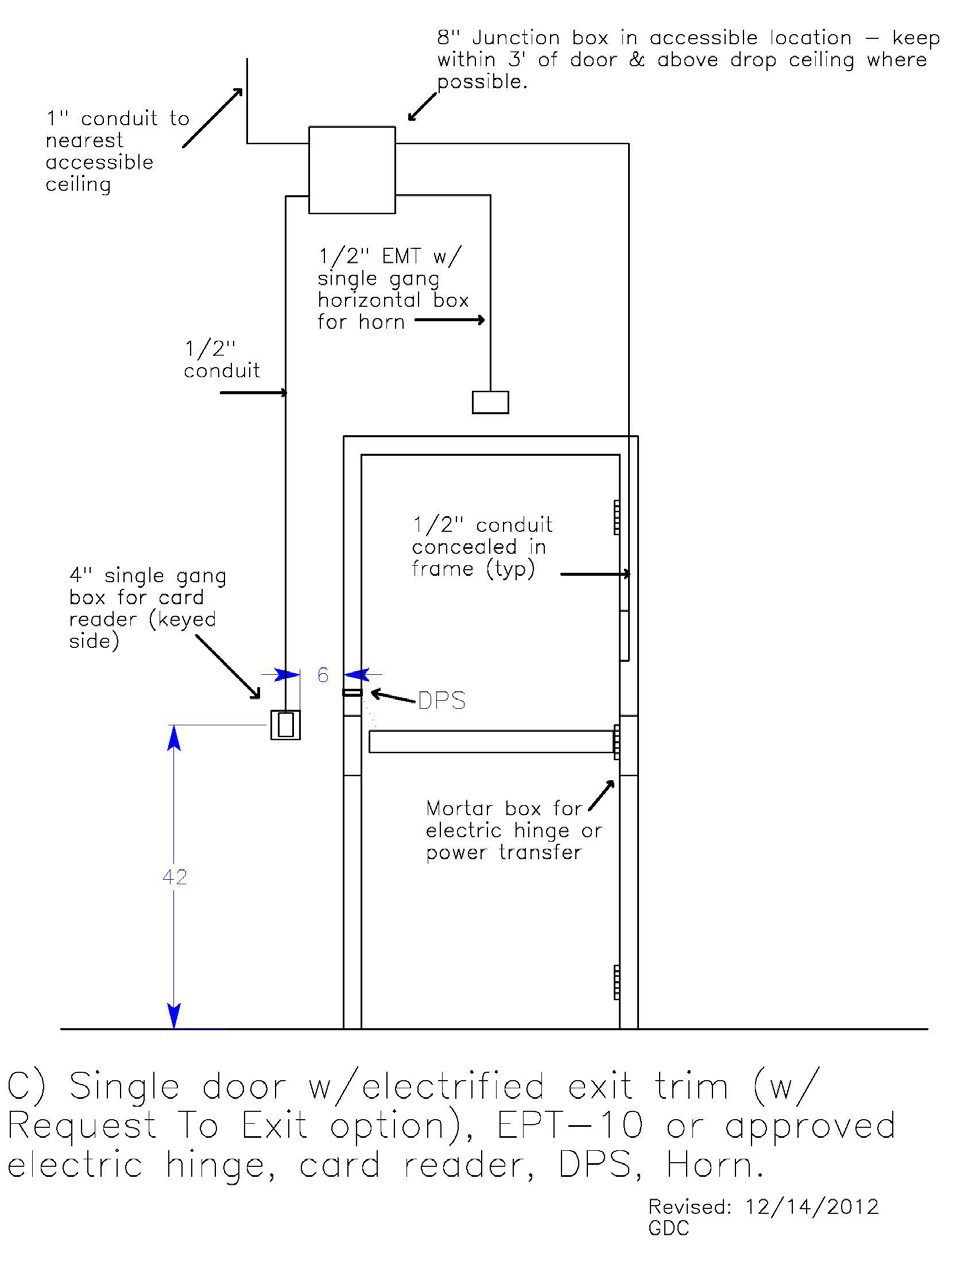 8" Junction box in accessible location – keep
within 3' of door & above drop ceiling where
possible.
1" conduit to
nearest
accessible
ceiling
1/2" EMT w/
single gang
horizontal box
for horn
1/2"
conduit
1/2" conduit
concealed in
frame (typ)
4" single gang
box for card
reader (keyed
side)
6
DPS
42
Mortar box for
electric hinge or
power transfer
C) Single door w/electrified exit trim (w/
Request To Exit option), EPT–10 or approved
electric hinge, card reader, DPS, Horn.
Revised: 12/14/2012
GDC